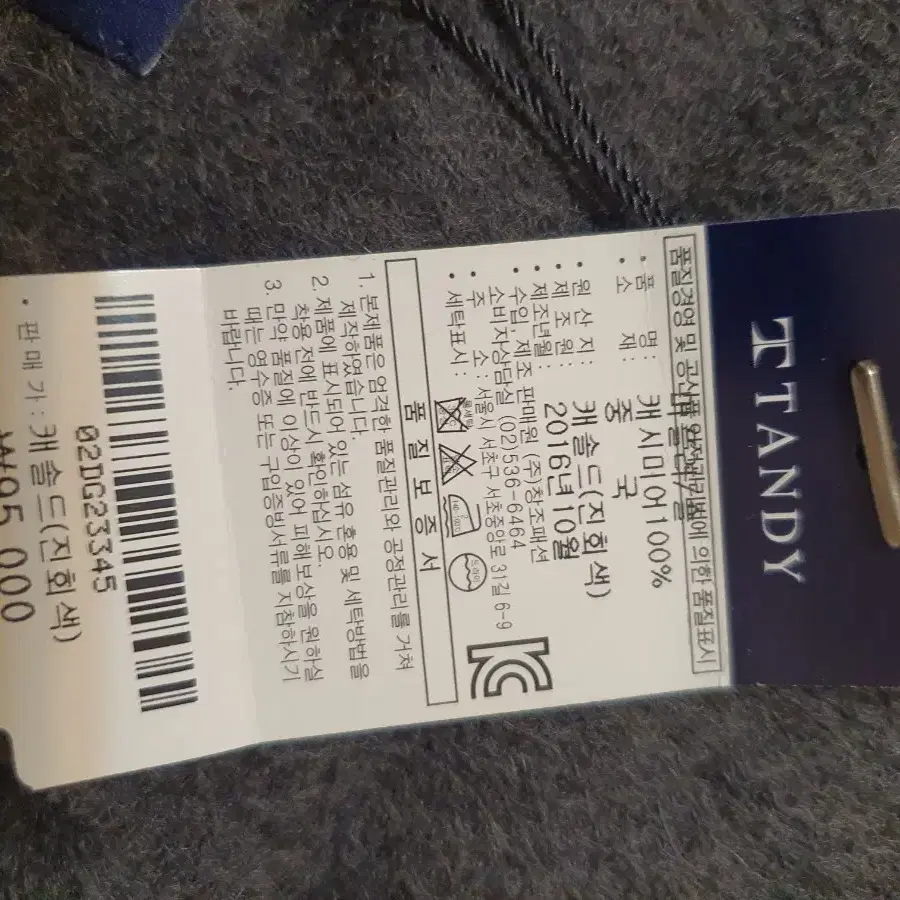 TANDY
품질경영 및 공산품 안전관리법에 의한 품질표시
· 품 명: 캐시미어100%
· 소 재: 중 국
· 원 산 지: 캐솔드(진회색)
· 제 조 원:
· 제조년월: 2016년10월
· 수입,제조 판매원 (주)창조패션
소비자상담실 (02)536-6464
· 주 소: 서울시 서초구 서초중앙로 31길 6-9
· 세탁표시:
품 질 보 증 서
1. 본제품은 엄격한 품질관리와 공정관리를 거쳐
제작하였습니다.
2. 제품에 표시되어 있는 섬유 혼용 및 세탁방법을
착용 전에 반드시 확인하십시오.
3. 만약 품질에 이상이 있어 피해보상을 원하실
때는 영수증 또는 구입증빙서류를 지참하시기
바랍니다.
02DG23345
· 판 매 가 : 캐솔드(진회색)
₩95,000